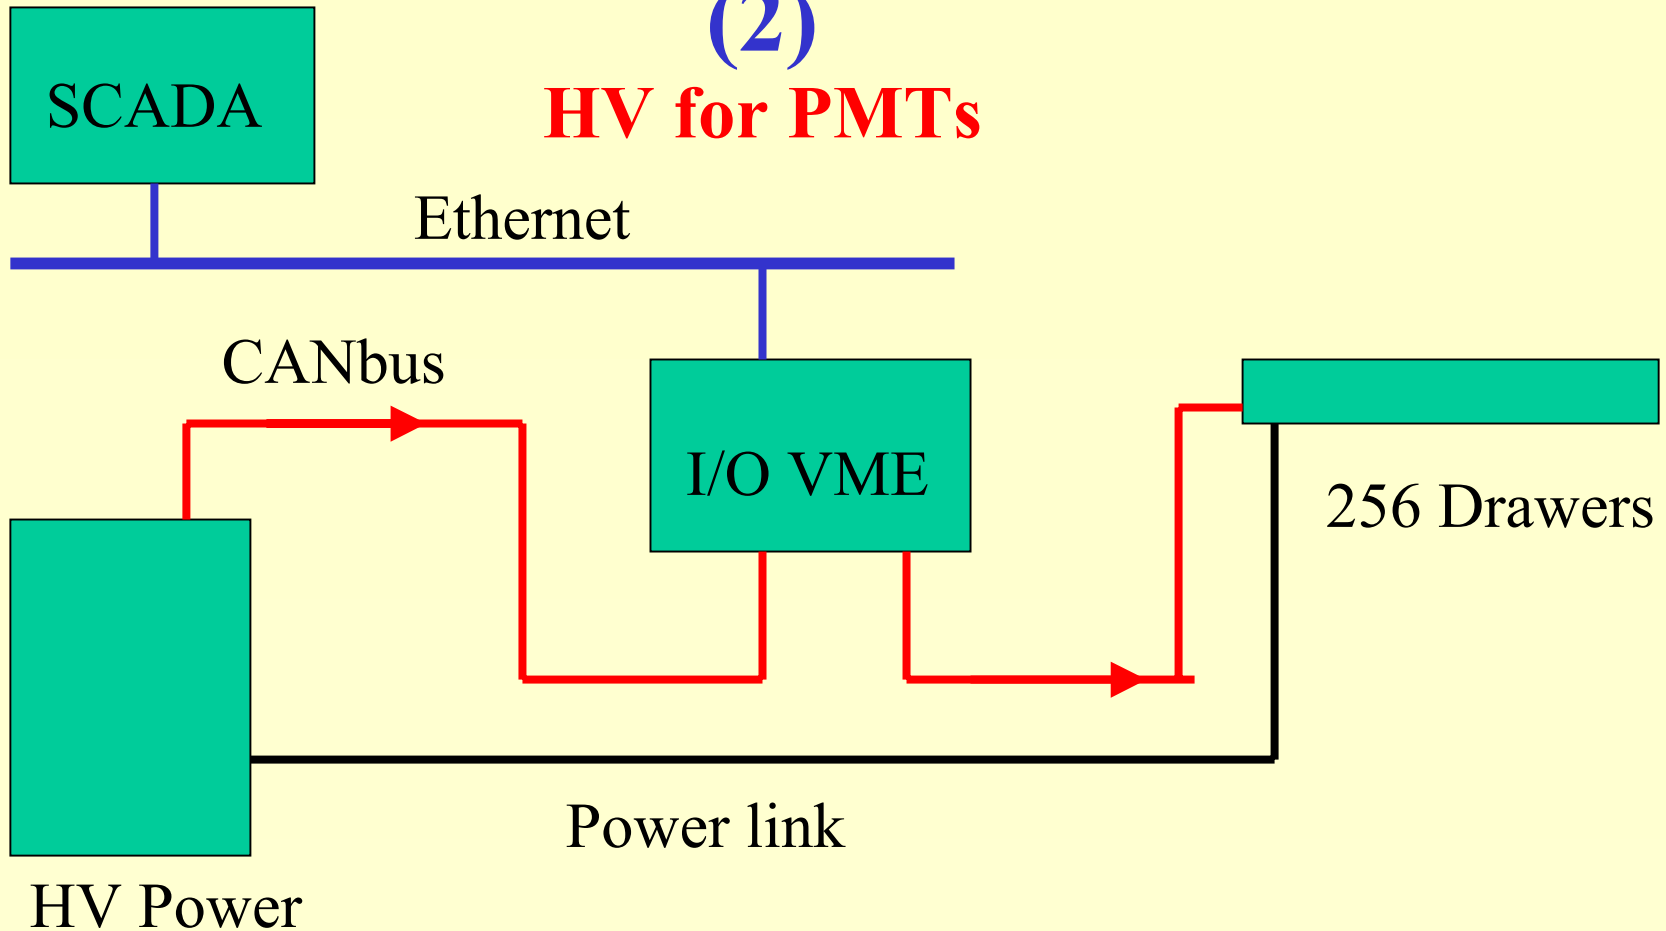 (2)
HV for PMTs
SCADA
Ethernet
CANbus
I/O VME
256 Drawers
Power link
HV Power